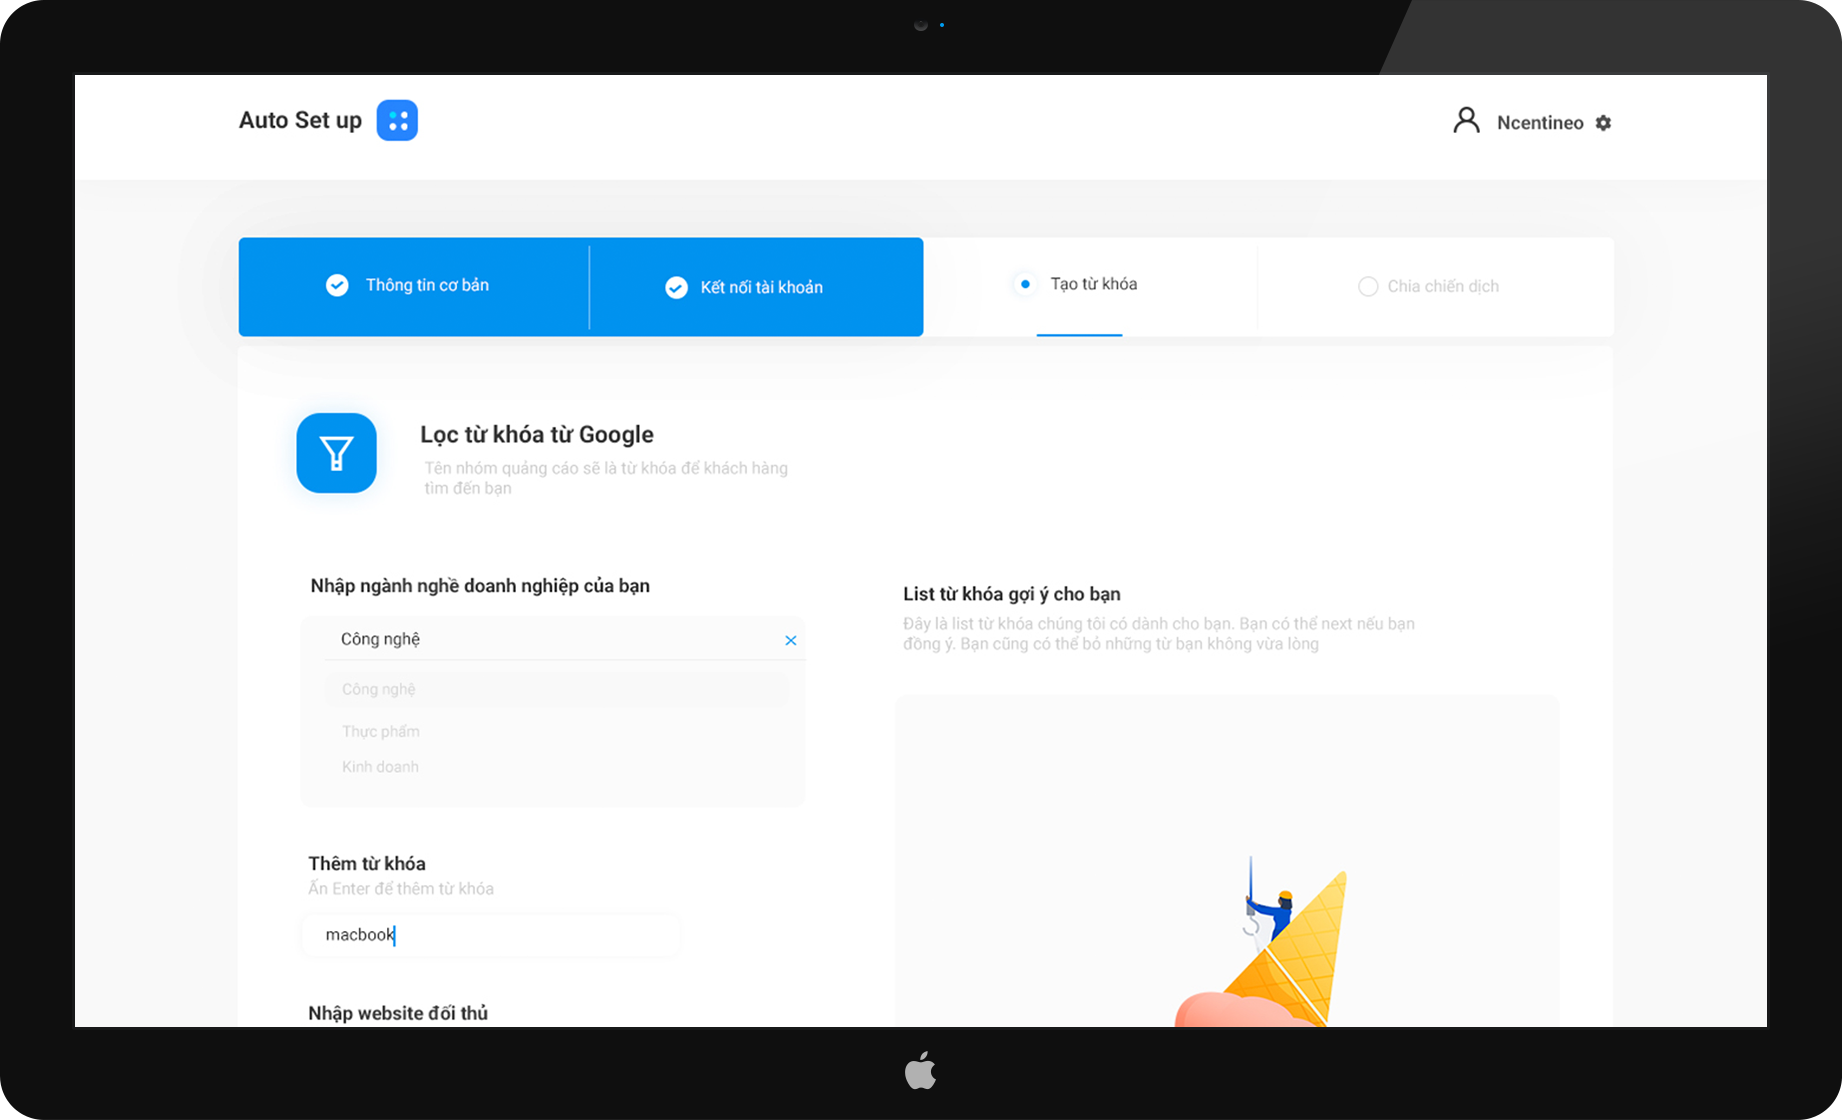 Auto Set up
Ncentineo
Thông tin cơ bản
Kết nối tài khoản
Tạo từ khóa
Chia chiến dịch
Lọc từ khóa từ Google
Tên nhóm quảng cáo sẽ là từ khóa để khách hàng
tìm đến bạn
Nhập ngành nghề doanh nghiệp của bạn
Công nghệ
Công nghệ
Thực phẩm
Kinh doanh
Thêm từ khóa
Ấn Enter để thêm từ khóa
macbook
Nhập website đối thủ
List từ khóa gợi ý cho bạn
Đây là list từ khóa chúng tôi có dành cho bạn. Bạn có thể next nếu bạn
đồng ý. Bạn cũng có thể bỏ những từ bạn không vừa lòng